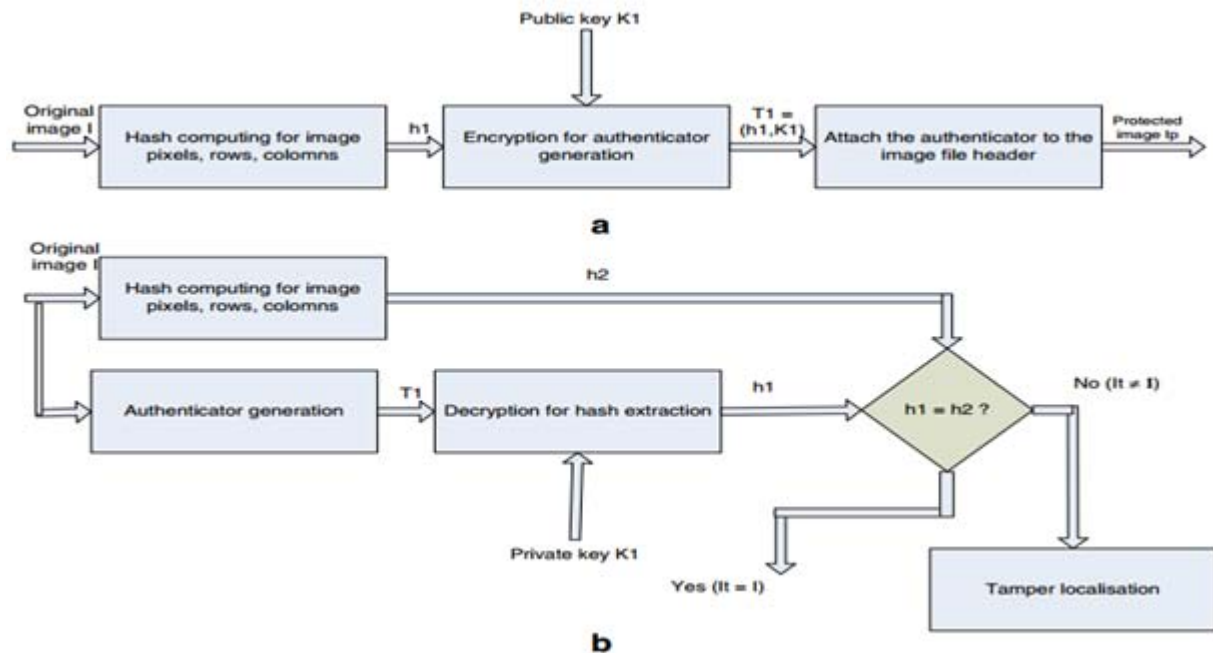 Public key K1
Original
image I
Hash computing for image
pixels, rows, colomns
h1
Encryption for authenticator
generation
T1 =
(h1,K1)
Attach the authenticator to the
image file header
Protected
image Ip
a
Original
image I
Hash computing for image
pixels, rows, colomns
h2
Authenticator generation
T1
Decryption for hash extraction
h1
h1 = h2 ?
No (It ≠ I)
Private key K1
Yes (It = I)
Tamper localisation
b